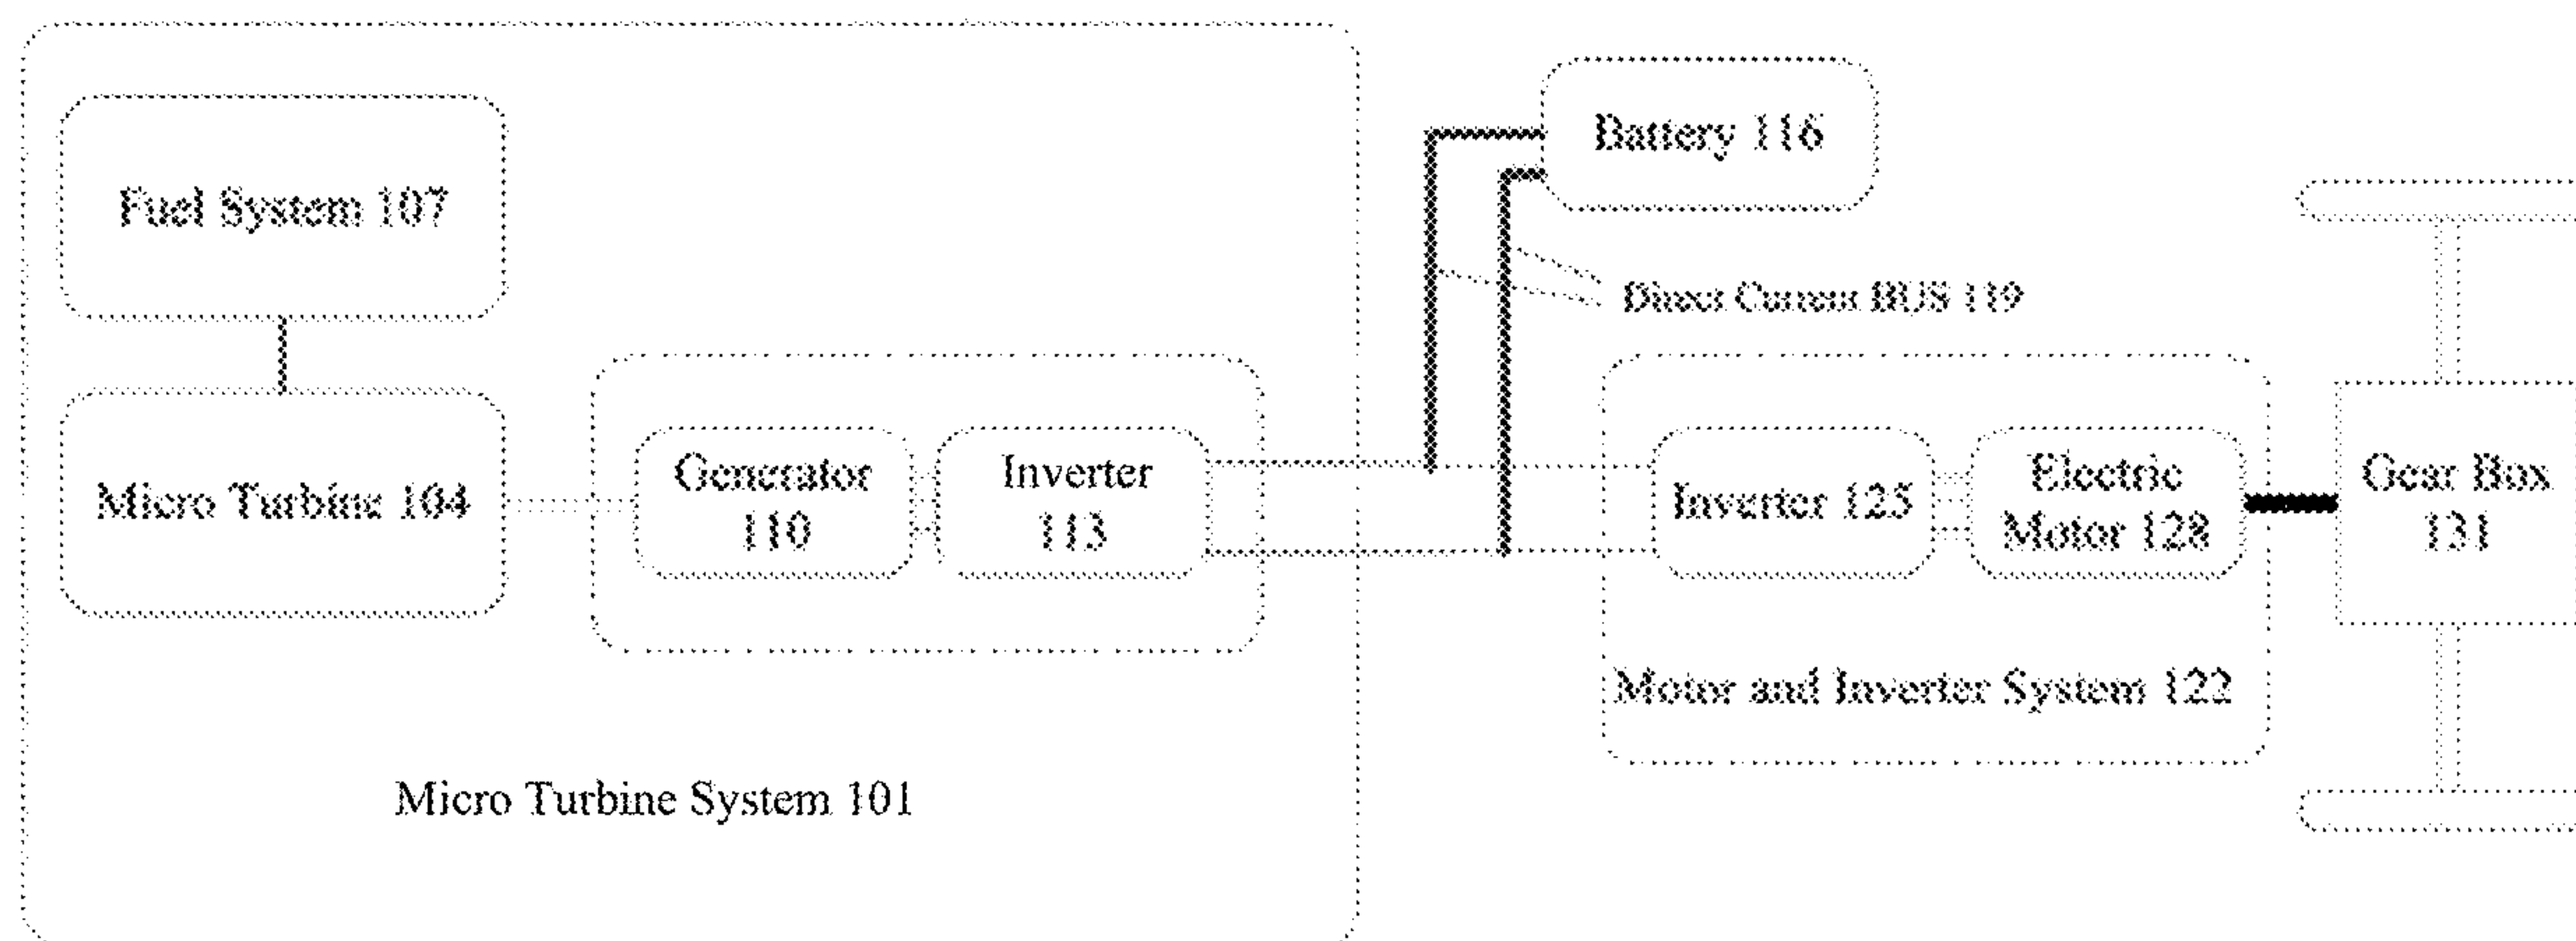 Battery 116
Fuel System 107
Direct Current BUS 119
Generator
110
Inverter
113
Micro Turbine 104
Inverter 125
Electric
Motor 128
Gear Box
131
Motor and Inverter System 122
Micro Turbine System 101